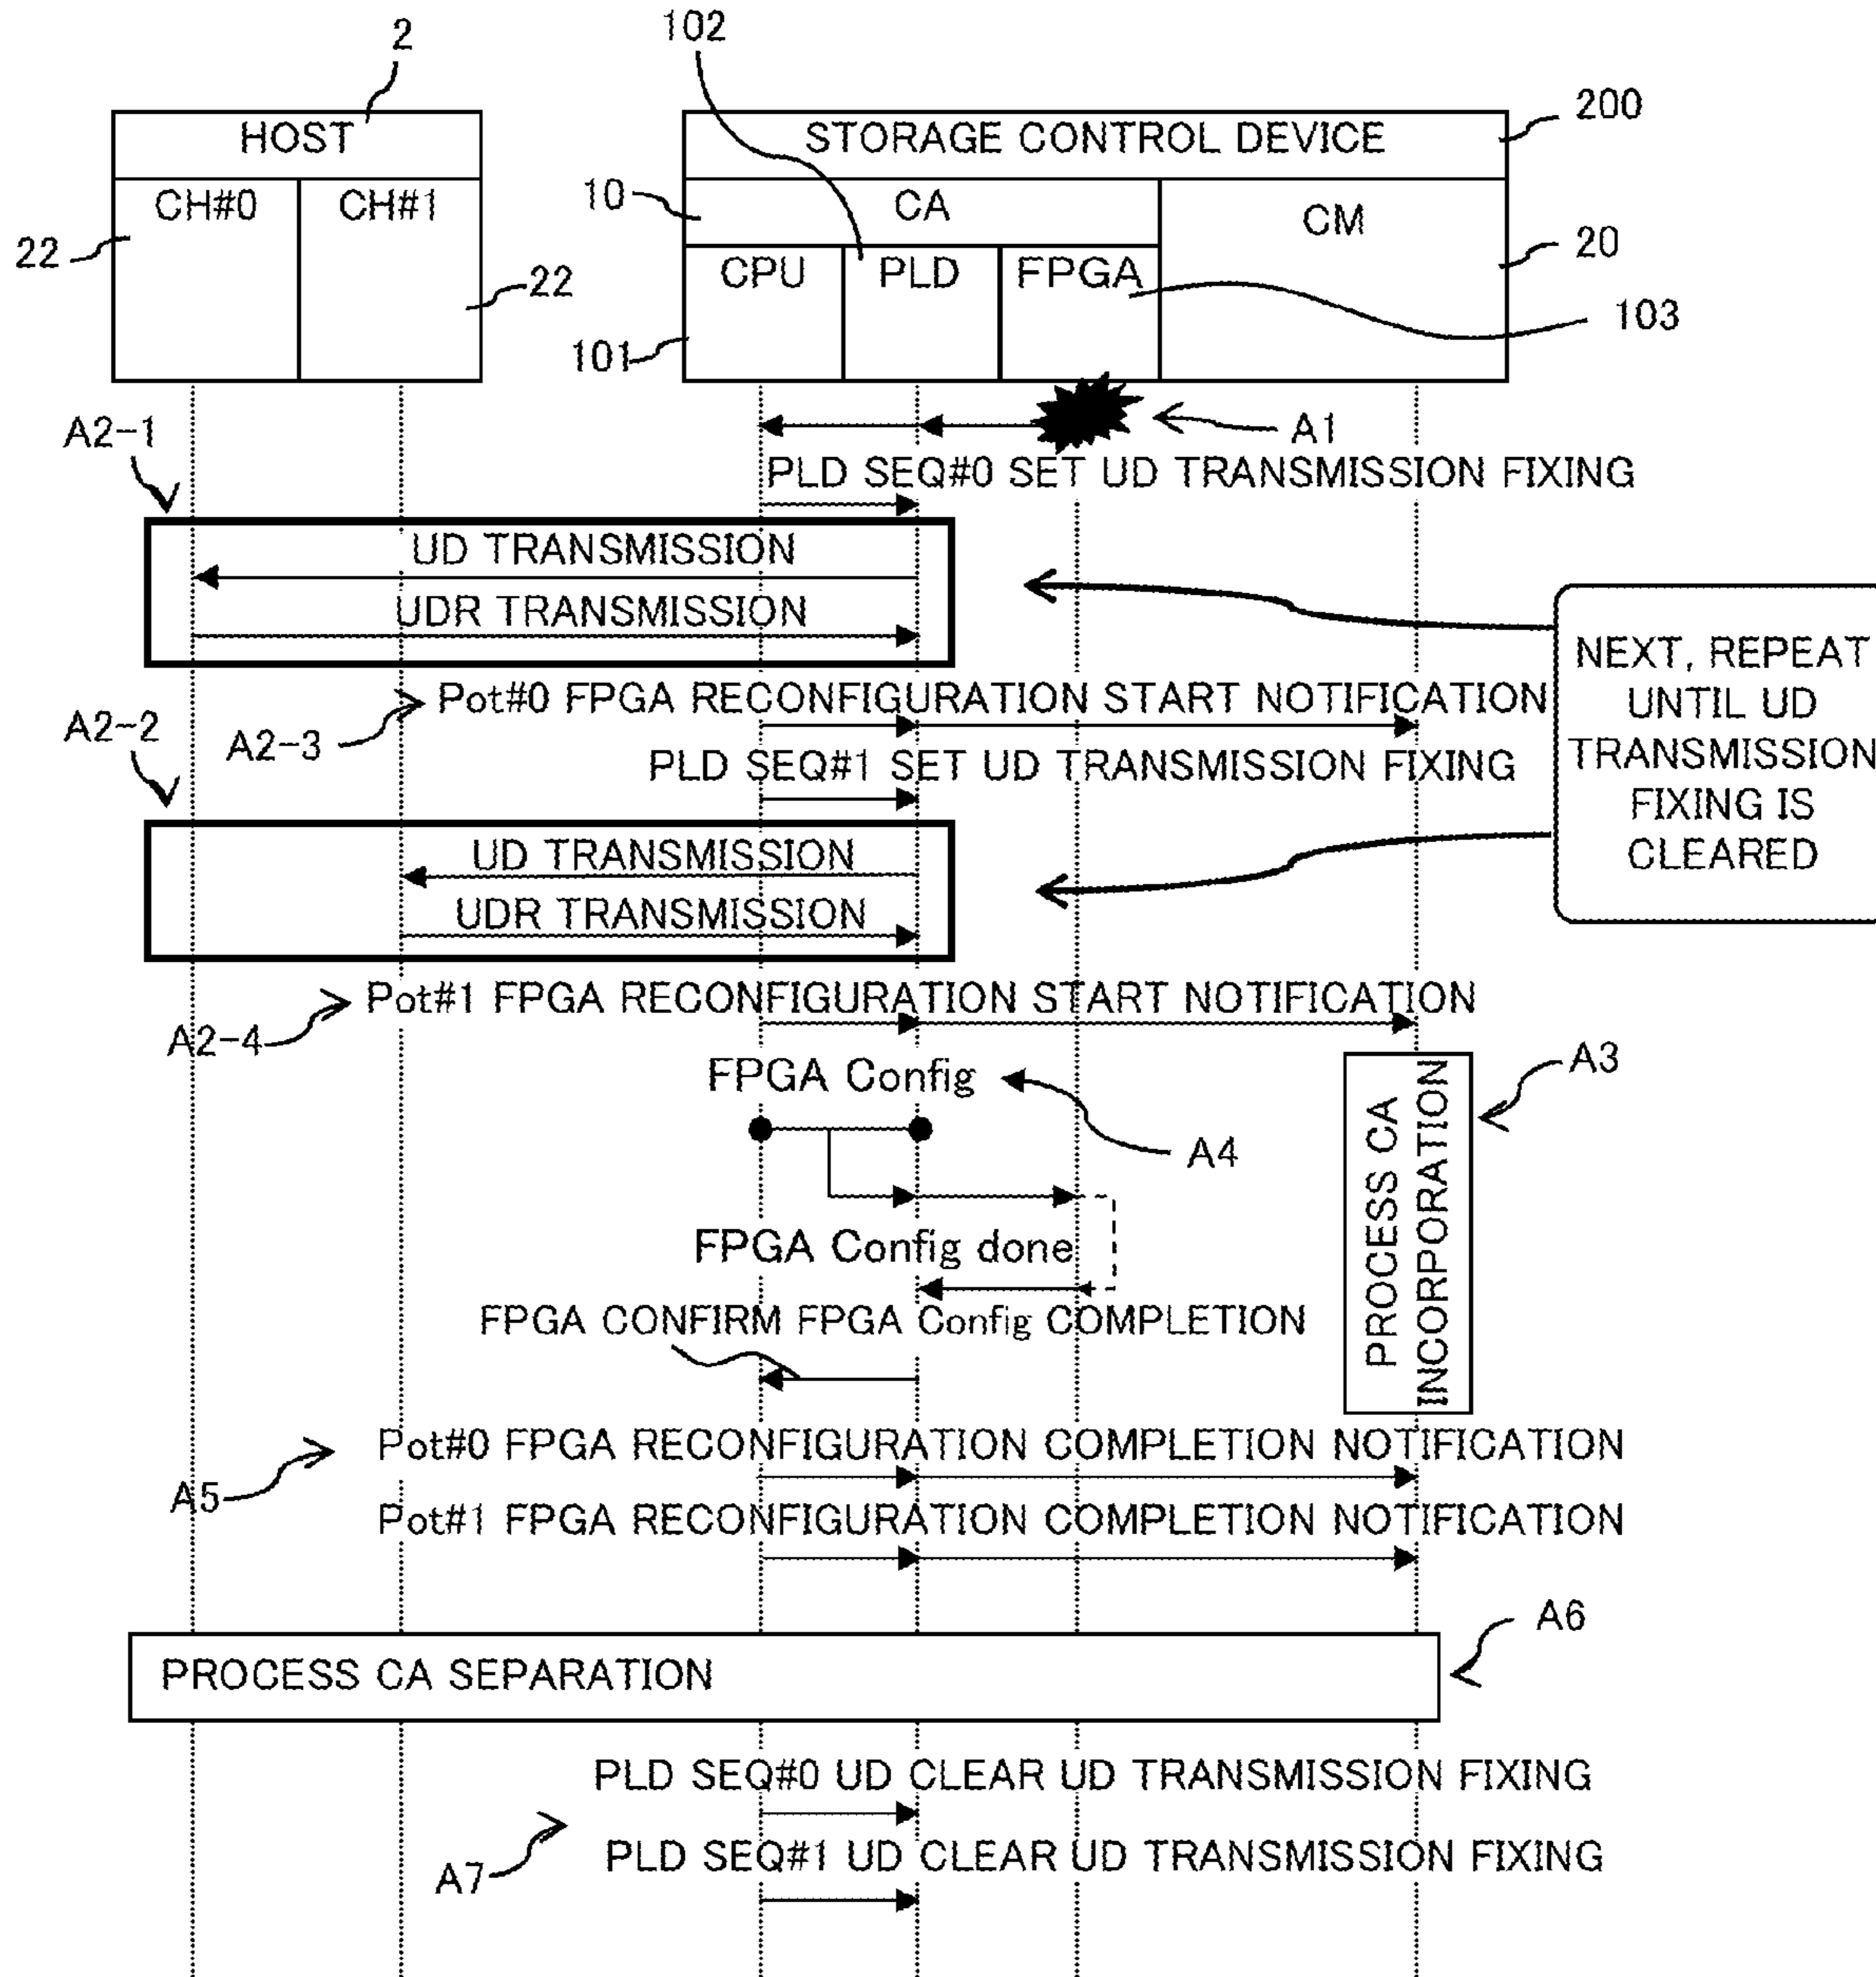 2
102
HOST
STORAGE CONTROL DEVICE
200
CH#0
CH#1
10
CA
CM
22
22
CPU
PLD
FPGA
20
101
103
A2-1
A1
PLD SEQ#0 SET UD TRANSMISSION FIXING
UD TRANSMISSION
UDR TRANSMISSION
NEXT, REPEAT
UNTIL UD
TRANSMISSION
FIXING IS
CLEARED
A2-2
A2-3
Pot#0 FPGA RECONFIGURATION START NOTIFICATION
PLD SEQ#1 SET UD TRANSMISSION FIXING
UD TRANSMISSION
UDR TRANSMISSION
A2-4
Pot#1 FPGA RECONFIGURATION START NOTIFICATION
FPGA Config
A4
A3
PROCESS CA
INCORPORATION
FPGA Config done
FPGA CONFIRM FPGA Config COMPLETION
A5
Pot#0 FPGA RECONFIGURATION COMPLETION NOTIFICATION
Pot#1 FPGA RECONFIGURATION COMPLETION NOTIFICATION
A6
PROCESS CA SEPARATION
PLD SEQ#0 UD CLEAR UD TRANSMISSION FIXING
A7
PLD SEQ#1 UD CLEAR UD TRANSMISSION FIXING